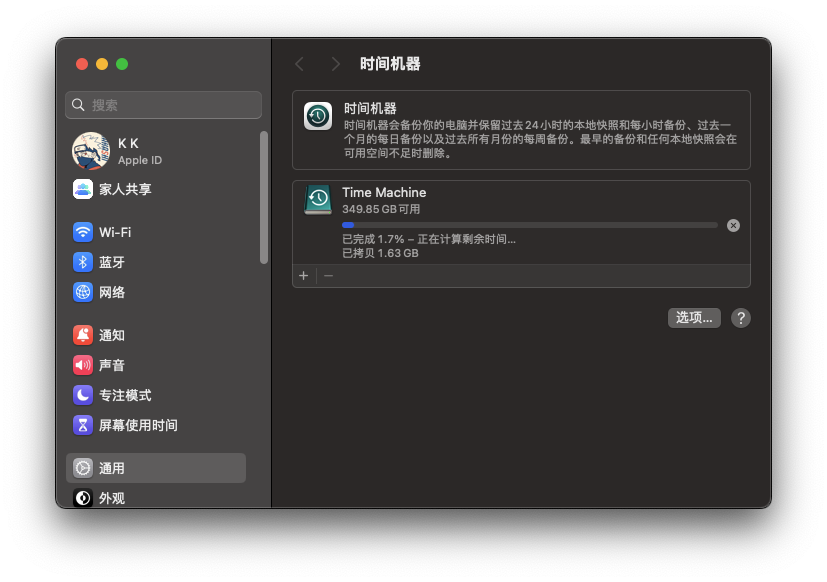 时间机器
搜索
K K
Apple ID
家人共享
Wi-Fi
蓝牙
网络
通知
声音
专注模式
屏幕使用时间
通用
外观
时间机器
时间机器会备份你的电脑并保留过去24小时的本地快照和每小时备份、过去一
个月的每日备份以及过去所有月份的每周备份。最早的备份和任何本地快照会在
可用空间不足时删除。
Time Machine
349.85 GB可用
已完成 1.7% – 正在计算剩余时间...
已拷贝 1.63 GB
选项...
?